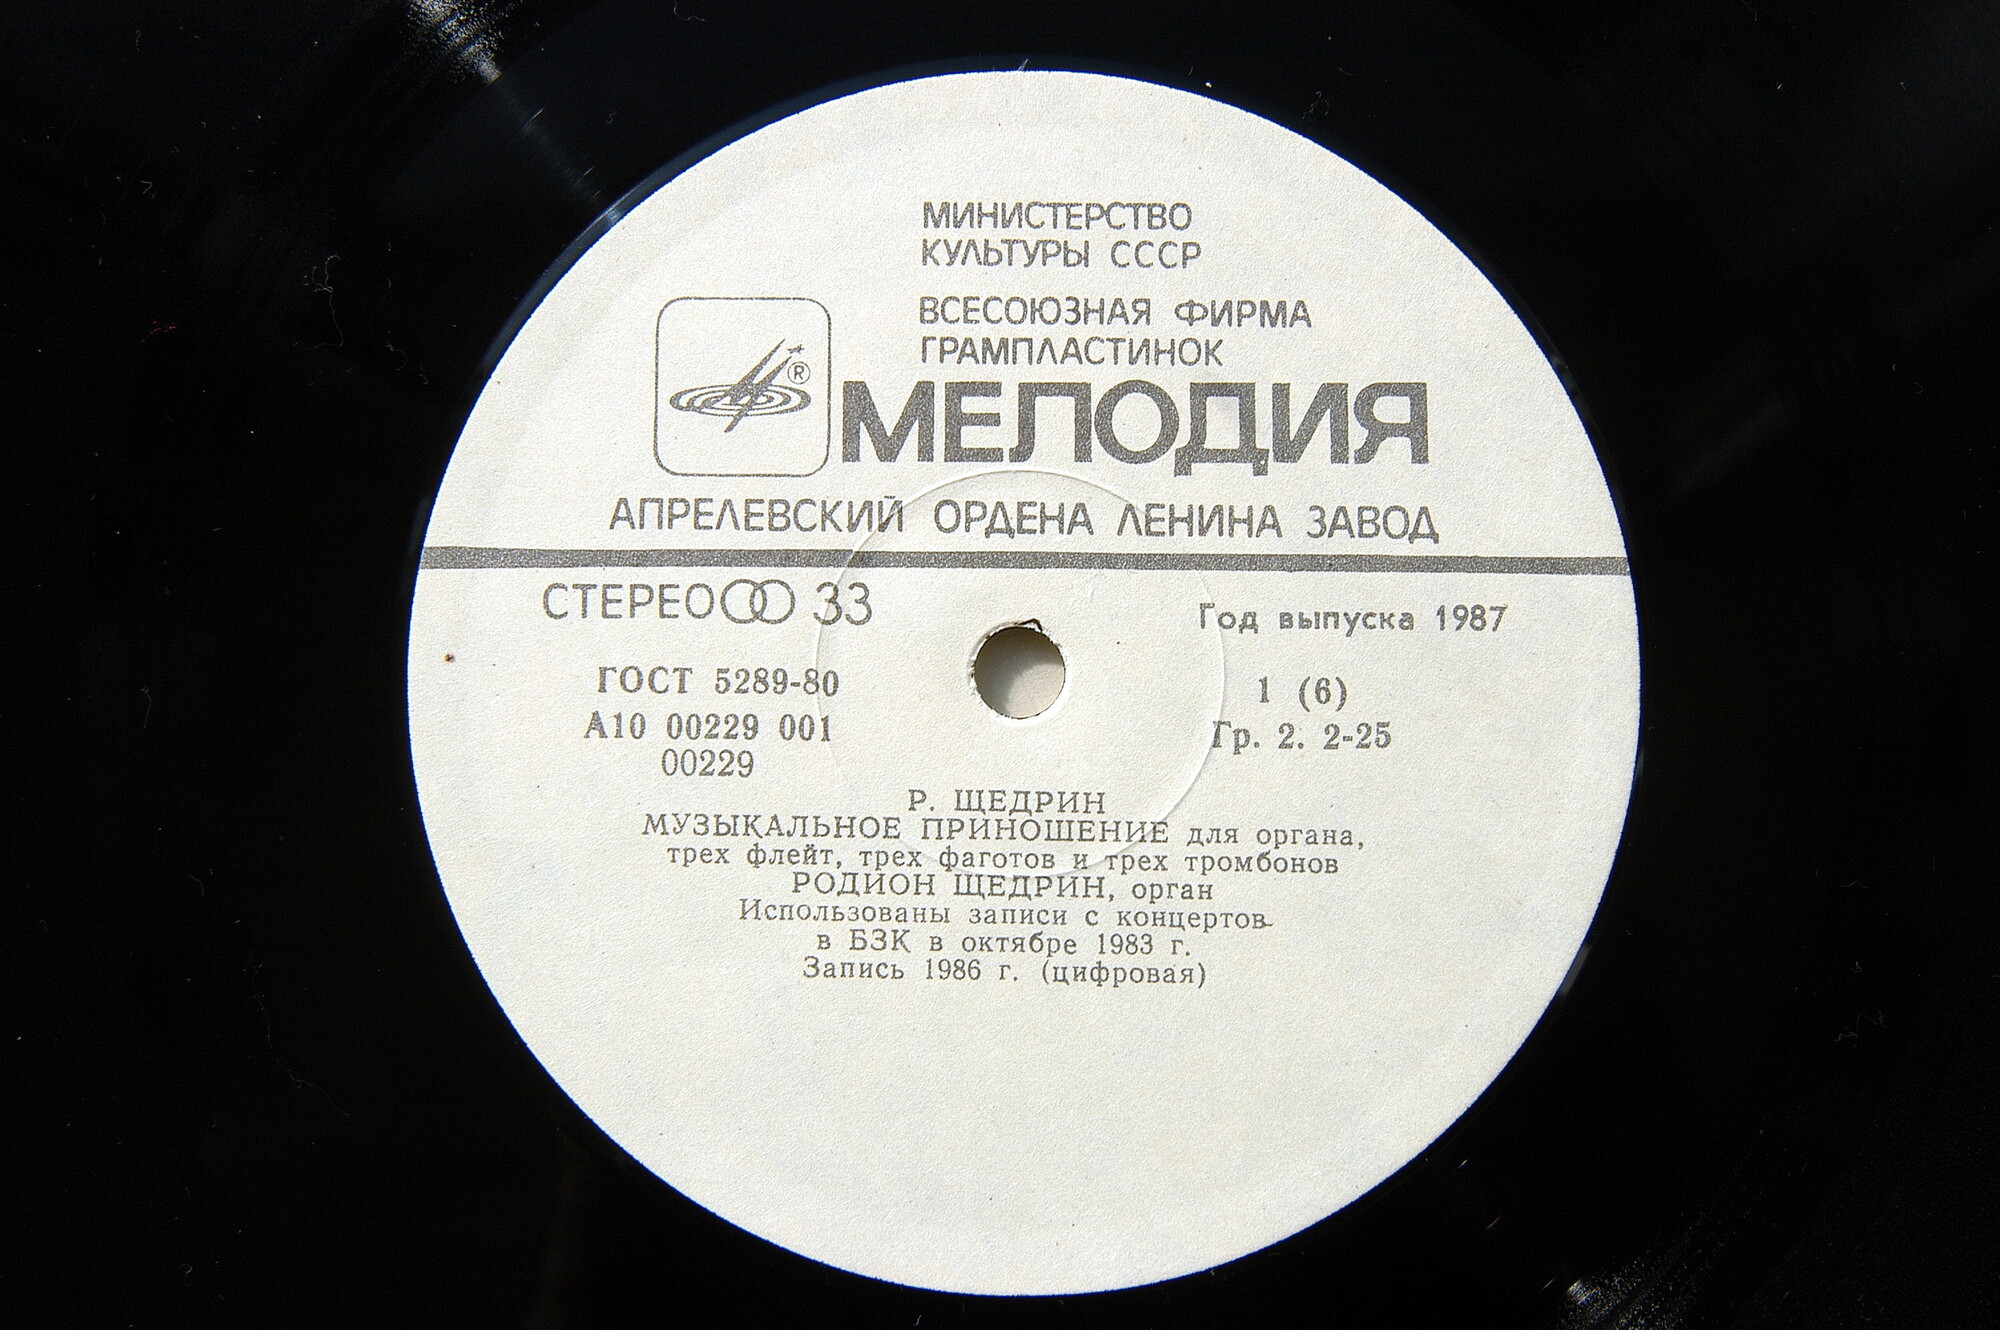 МИНИСТЕРСТВО
КУЛЬТУРЫ СССР
ВСЕСОЮЗНАЯ ФИРМА
ГРАМПЛАСТИНОК
®
МЕЛОДИЯ
АПРЕЛЕВСКИЙ ОРДЕНА ЛЕНИНА ЗАВОД
СТЕРЕО 33
Год выпуска 1987
ГОСТ 5289-80
1 (6)
А10 00229 001
Гр. 2. 2-25
00229
Р. ЩЕДРИН
МУЗЫКАЛЬНОЕ ПРИНОШЕНИЕ для органа,
трех флейт, трех фаготов и трех тромбонов
РОДИОН ЩЕДРИН, орган
Использованы записи с концертов
в БЗК в октябре 1983 г.
Запись 1986 г. (цифровая)